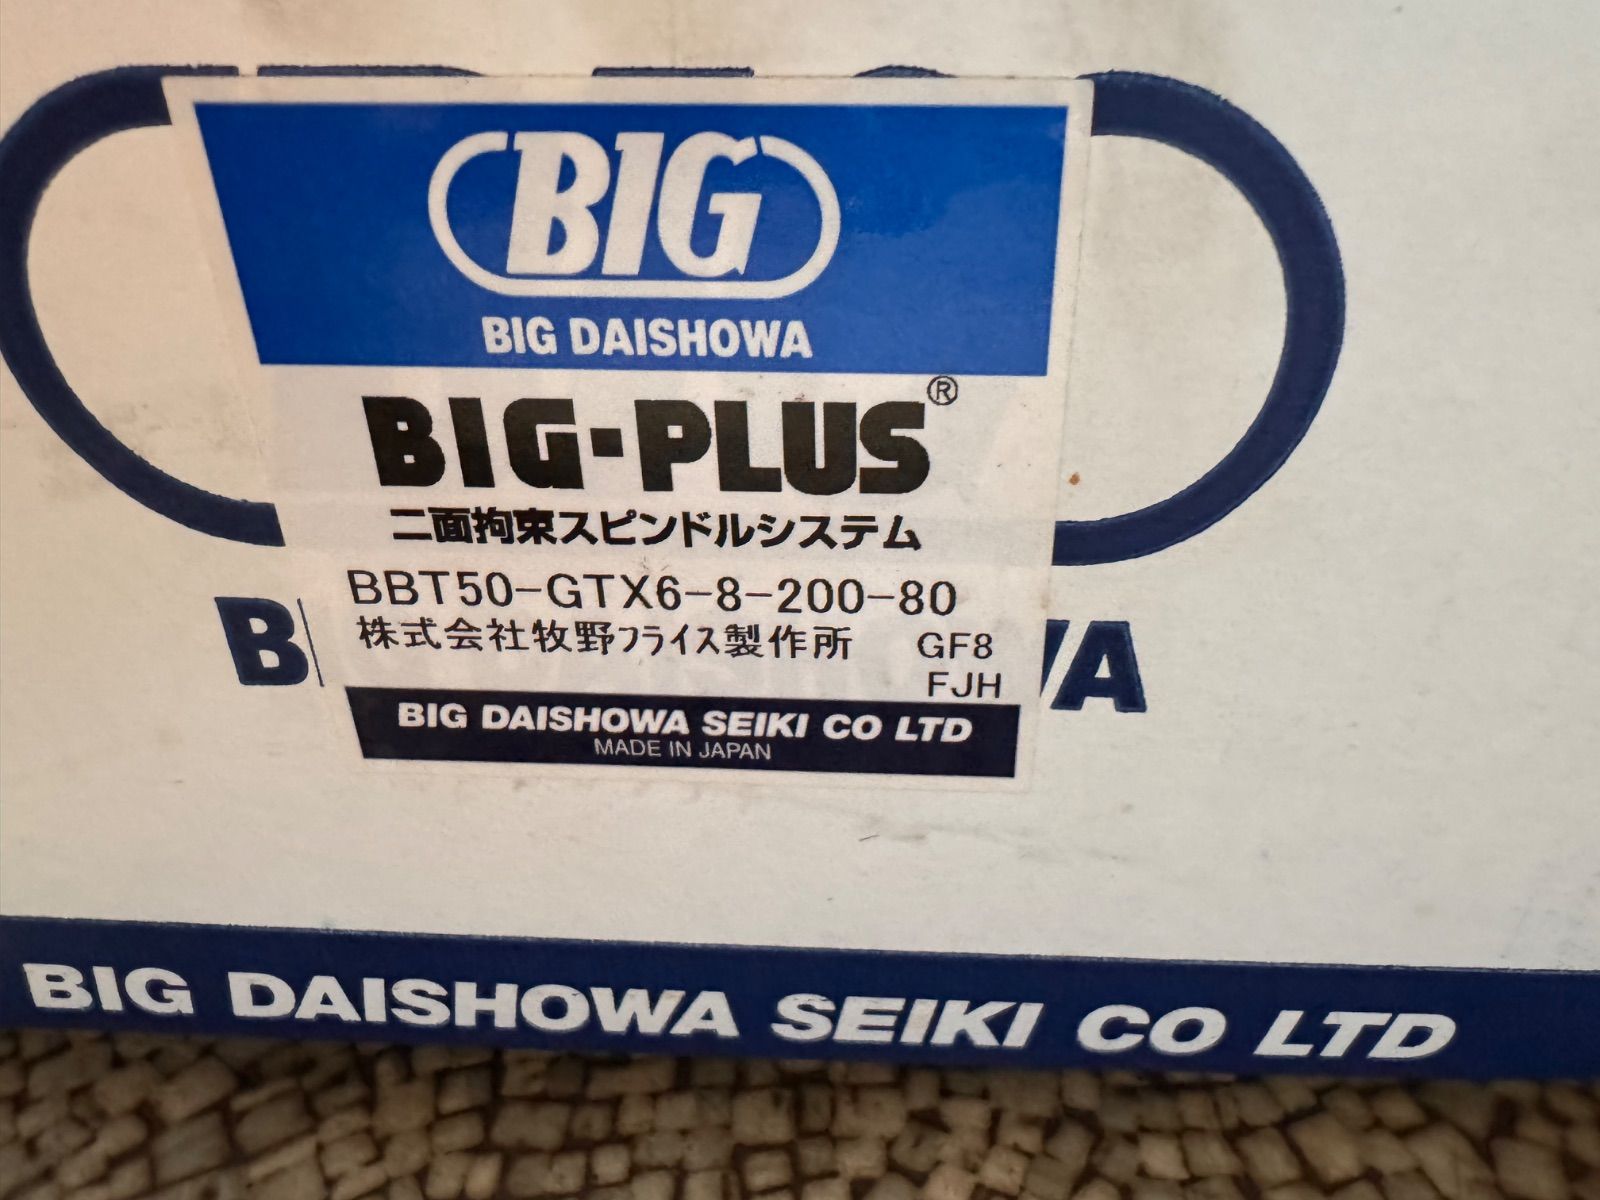 BIG
BIG DAISHOWA
BIG-PLUS®
二面拘束スピンドルシステム
BBT50-GTX6-8-200-80
株式会社牧野フライス製作所 GF8
FJH
BIG DAISHOWA SEIKI CO LTD
MADE IN JAPAN
BIG DAISHOWA SEIKI CO LTD